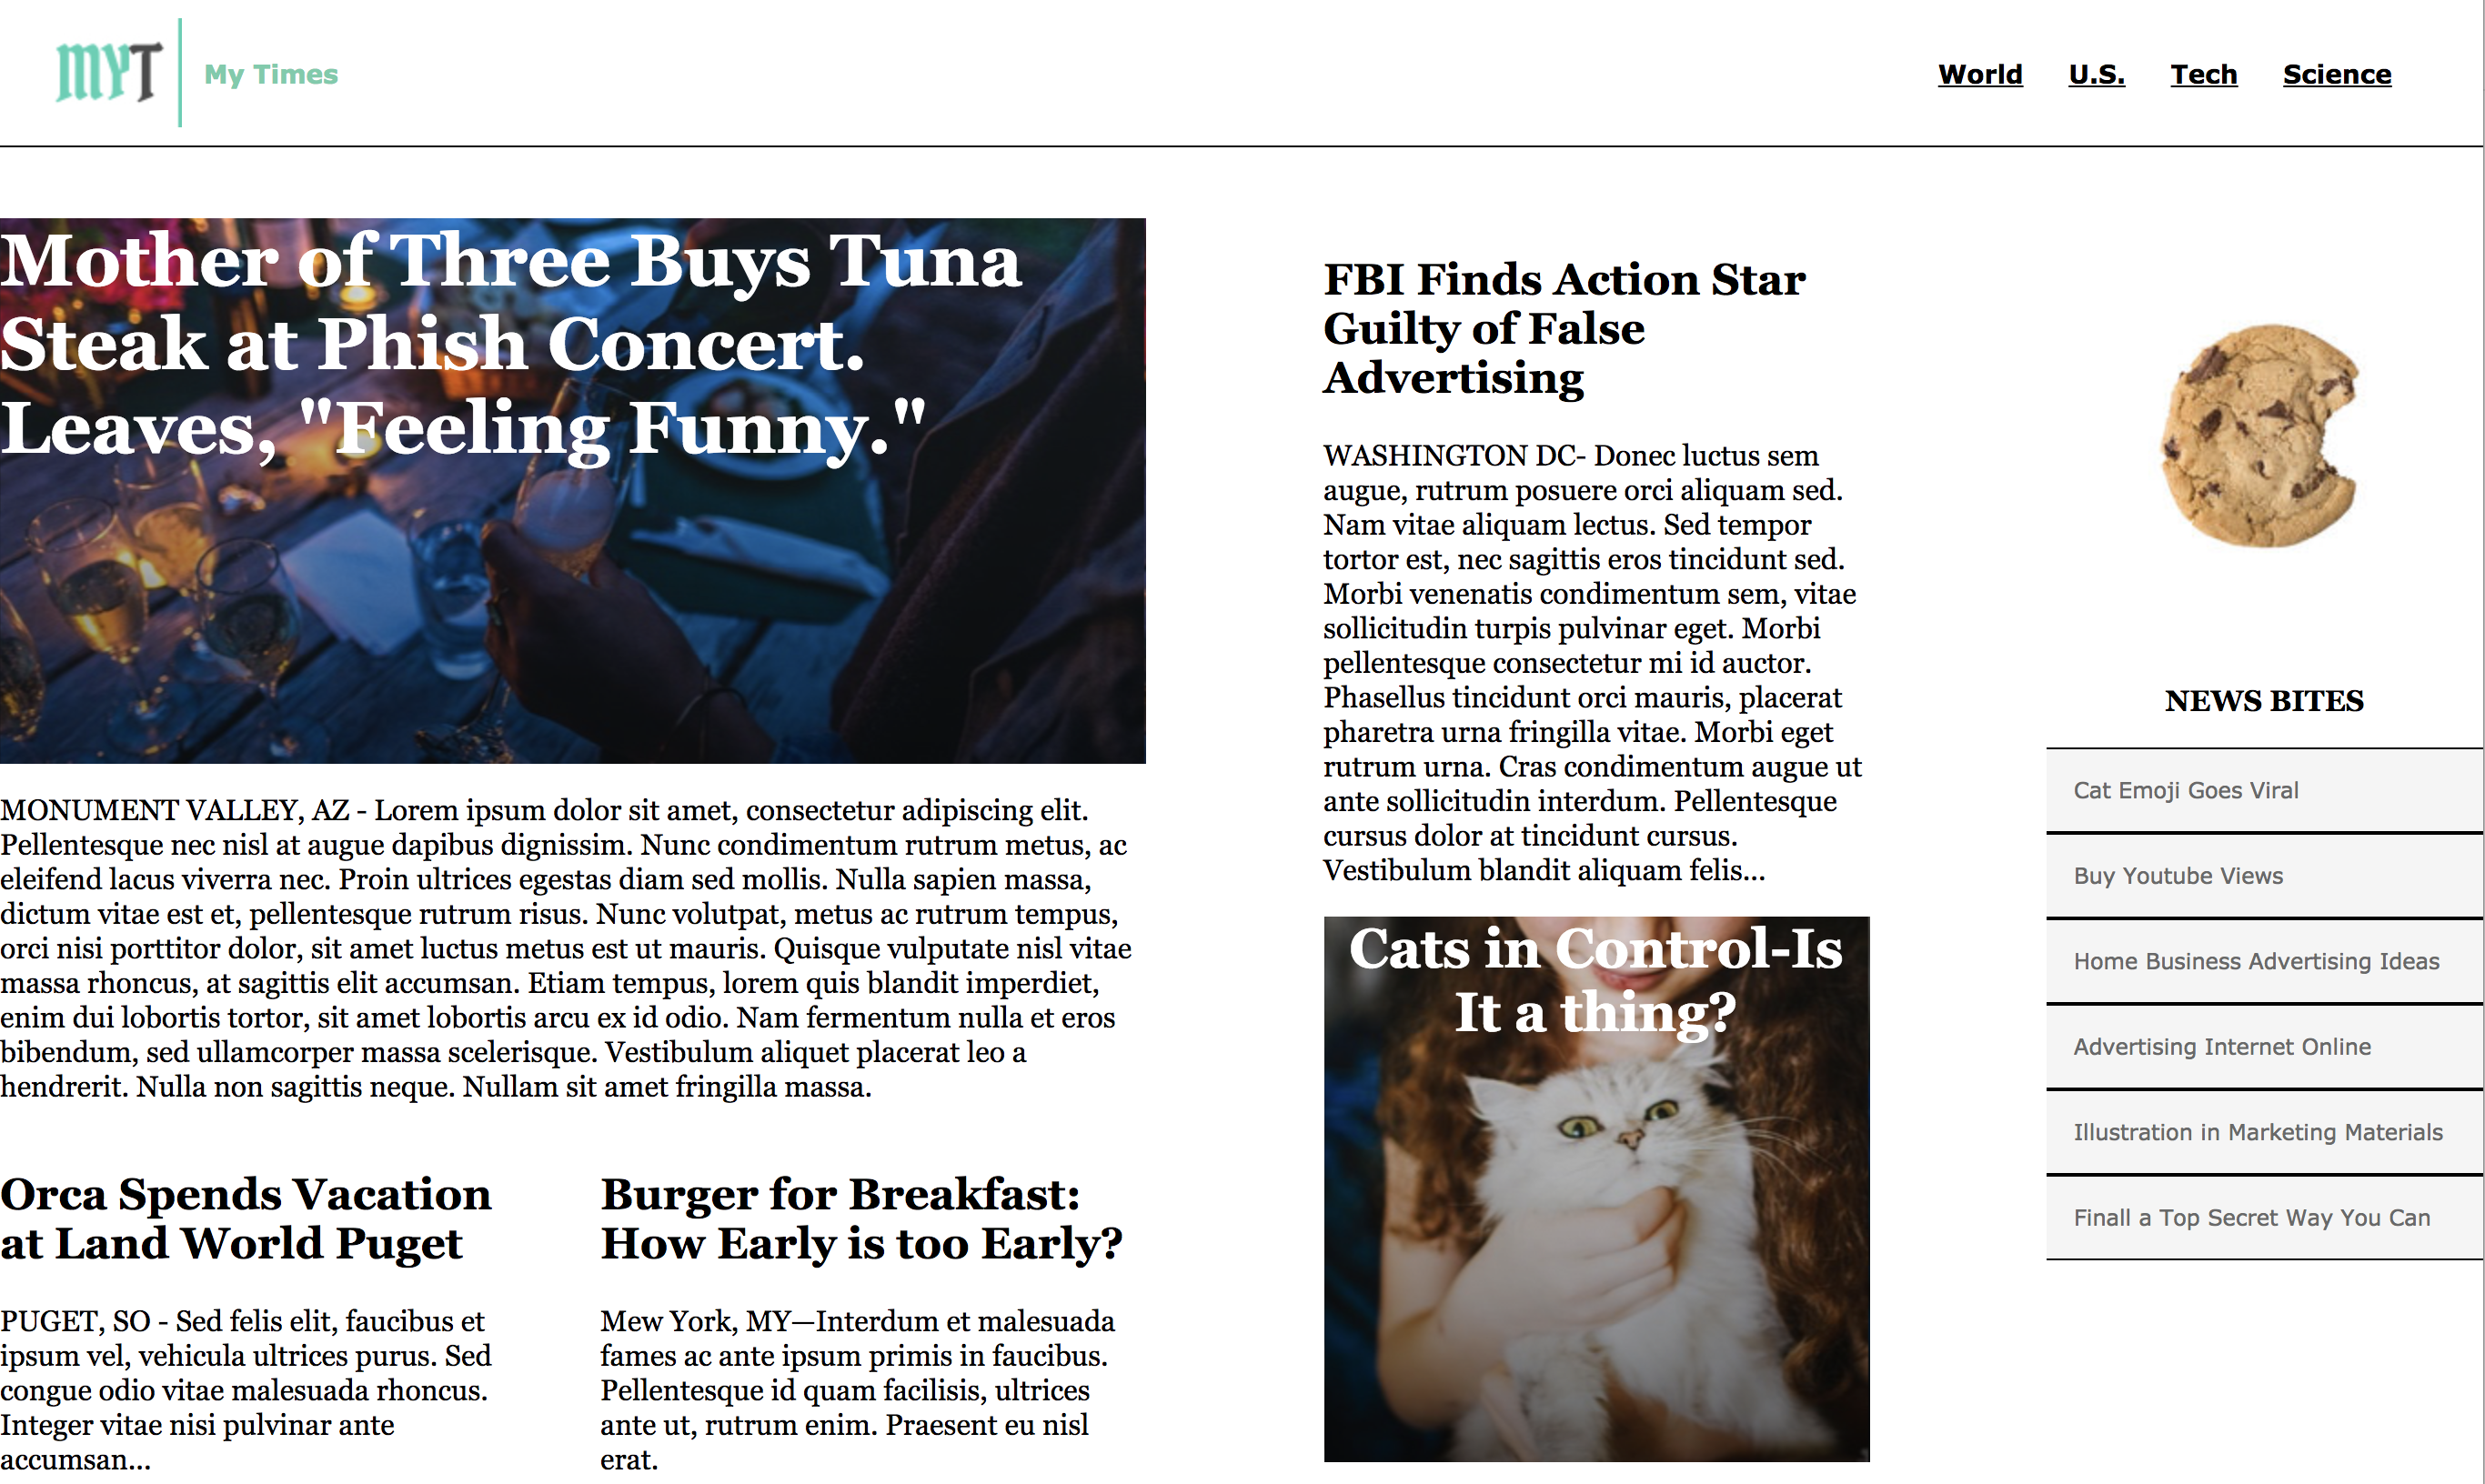 MYT
My Times
World
U.S.
Tech
Science
Mother of Three Buys Tuna
Steak at Phish Concert.
Leaves, "Feeling Funny."
MONUMENT VALLEY, AZ - Lorem ipsum dolor sit amet, consectetur adipiscing elit.
Pellentesque nec nisl at augue dapibus dignissim. Nunc condimentum rutrum metus, ac
eleifend lacus viverra nec. Proin ultrices egestas diam sed mollis. Nulla sapien massa,
dictum vitae est et, pellentesque rutrum risus. Nunc volutpat, metus ac rutrum tempus,
orci nisi porttitor dolor, sit amet luctus metus est ut mauris. Quisque vulputate nisl vitae
massa rhoncus, at sagittis elit accumsan. Etiam tempus, lorem quis blandit imperdiet,
enim dui lobortis tortor, sit amet lobortis arcu ex id odio. Nam fermentum nulla et eros
bibendum, sed ullamcorper massa scelerisque. Vestibulum aliquet placerat leo a
hendrerit. Nulla non sagittis neque. Nullam sit amet fringilla massa.
Orca Spends Vacation
at Land World Puget
PUGET, SO - Sed felis elit, faucibus et
ipsum vel, vehicula ultrices purus. Sed
congue odio vitae malesuada rhoncus.
Integer vitae nisi pulvinar ante
accumsan...
Burger for Breakfast:
How Early is too Early?
Mew York, MY—Interdum et malesuada
fames ac ante ipsum primis in faucibus.
Pellentesque id quam facilisis, ultrices
ante ut, rutrum enim. Praesent eu nisl
erat.
FBI Finds Action Star
Guilty of False
Advertising
WASHINGTON DC- Donec luctus sem
augue, rutrum posuere orci aliquam sed.
Nam vitae aliquam lectus. Sed tempor
tortor est, nec sagittis eros tincidunt sed.
Morbi venenatis condimentum sem, vitae
sollicitudin turpis pulvinar eget. Morbi
pellentesque consectetur mi id auctor.
Phasellus tincidunt orci mauris, placerat
pharetra urna fringilla vitae. Morbi eget
rutrum urna. Cras condimentum augue ut
ante sollicitudin interdum. Pellentesque
cursus dolor at tincidunt cursus.
Vestibulum blandit aliquam felis...
Cats in Control-Is
It a thing?
NEWS BITES
Cat Emoji Goes Viral
Buy Youtube Views
Home Business Advertising Ideas
Advertising Internet Online
Illustration in Marketing Materials
Finall a Top Secret Way You Can